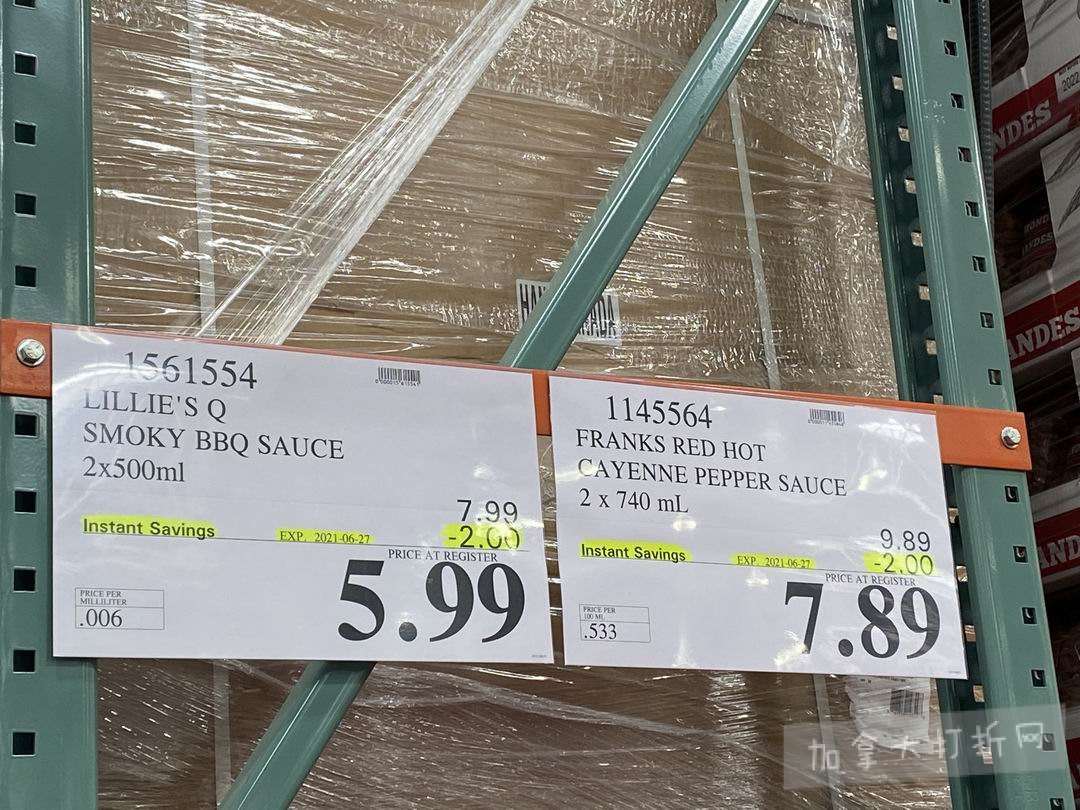 1561554
LILLIE'S Q
SMOKY BBQ SAUCE
2x500ml
7.99
Instant Savings EXP. 2021-06-27 -2.00
PRICE AT REGISTER
5.99
PRICE PER
MILLILITER
.006
1145564
FRANKS RED HOT
CAYENNE PEPPER SAUCE
2 x 740 mL
9.89
Instant Savings EXP. 2021-06-27 -2.00
PRICE AT REGISTER
7.89
PRICE PER
100 ML
.533
NDES
ANDES
AND
加拿大打折网